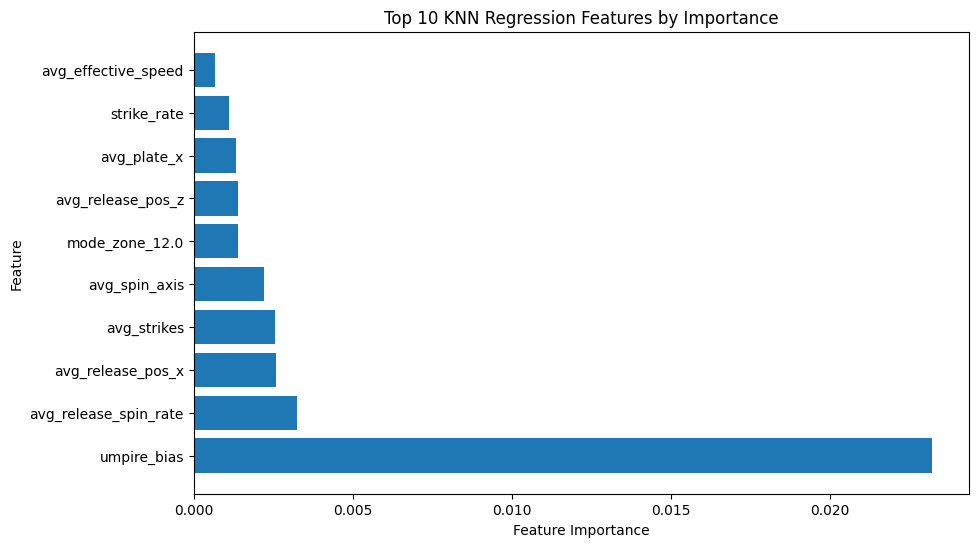 Top 10 KNN Regression Features by Importance
Feature
avg_effective_speed
strike_rate
avg_plate_x
avg_release_pos_z
mode_zone_12.0
avg_spin_axis
avg_strikes
avg_release_pos_x
avg_release_spin_rate
umpire_bias
0.000 0.005 0.010 0.015 0.020
Feature Importance